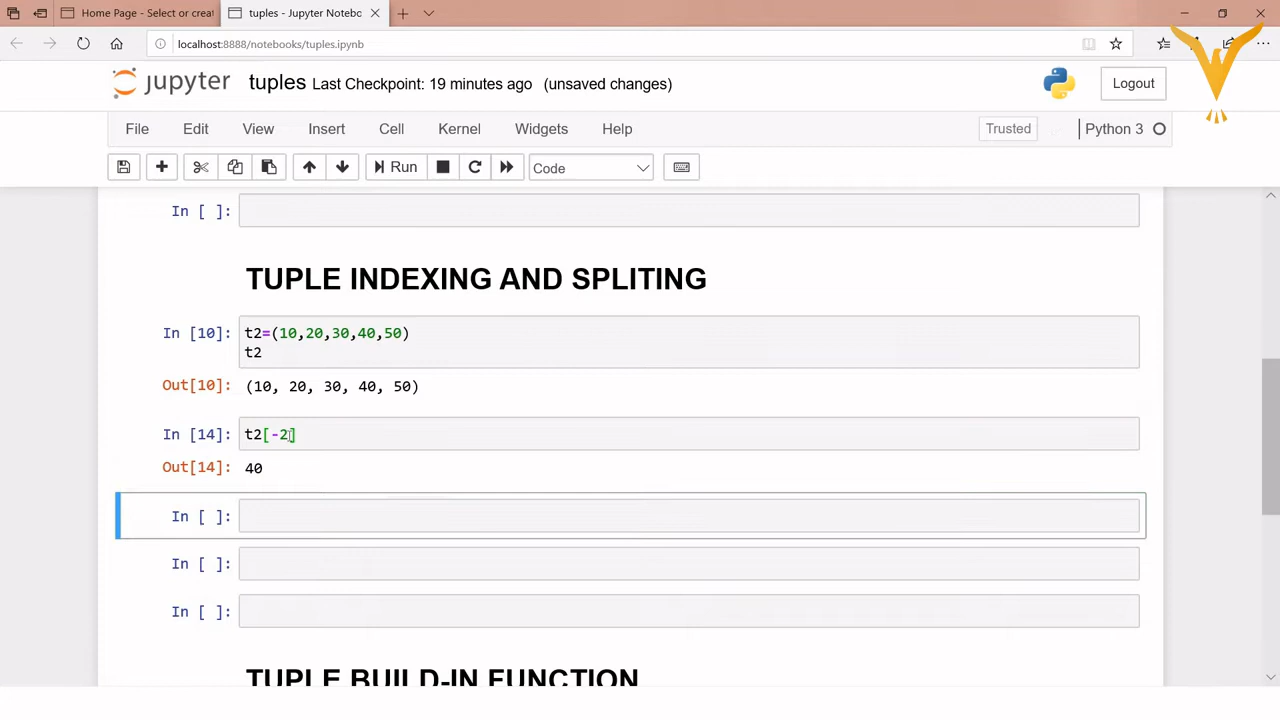 Home Page - Select or creat
tuples - Jupyter Notebo
localhost:8888/notebooks/tuples.ipynb
jupyter tuples Last Checkpoint: 19 minutes ago (unsaved changes)
Logout
File Edit View Insert Cell Kernel Widgets Help
Trusted
Python 3
Run
Code
In [ ]:
TUPLE INDEXING AND SPLITING
In [10]: t2=(10,20,30,40,50)
t2
Out[10]: (10, 20, 30, 40, 50)
In [14]: t2[-2]
Out[14]: 40
In [ ]:
In [ ]:
In [ ]:
TUPLE BUILD-IN FUNCTION